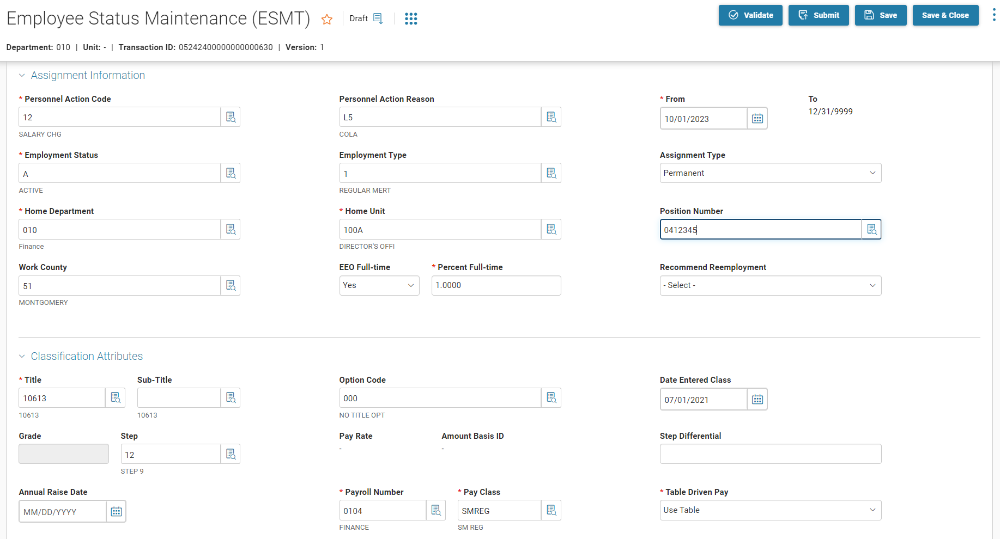 Employee Status Maintenance (ESMT)
Draft
Validate
Submit
Save
Save & Close
Department: 010 | Unit: - | Transaction ID: 05242400000000000630 | Version: 1
Assignment Information
* Personnel Action Code
12
SALARY CHG
Personnel Action Reason
L5
COLA
* From
10/01/2023
To
12/31/9999
* Employment Status
A
ACTIVE
Employment Type
1
REGULAR MERT
Assignment Type
Permanent
* Home Department
010
Finance
* Home Unit
100A
DIRECTOR'S OFFI
Position Number
0412345
Work County
51
MONTGOMERY
EEO Full-time
Yes
* Percent Full-time
1.0000
Recommend Reemployment
- Select -
Classification Attributes
* Title
10613
10613
Sub-Title
10613
Option Code
000
NO TITLE OPT
Date Entered Class
07/01/2021
Grade
Step
12
STEP 9
Pay Rate
-
Amount Basis ID
-
Step Differential
Annual Raise Date
MM/DD/YYYY
* Payroll Number
0104
FINANCE
* Pay Class
SMREG
SM REG
* Table Driven Pay
Use Table